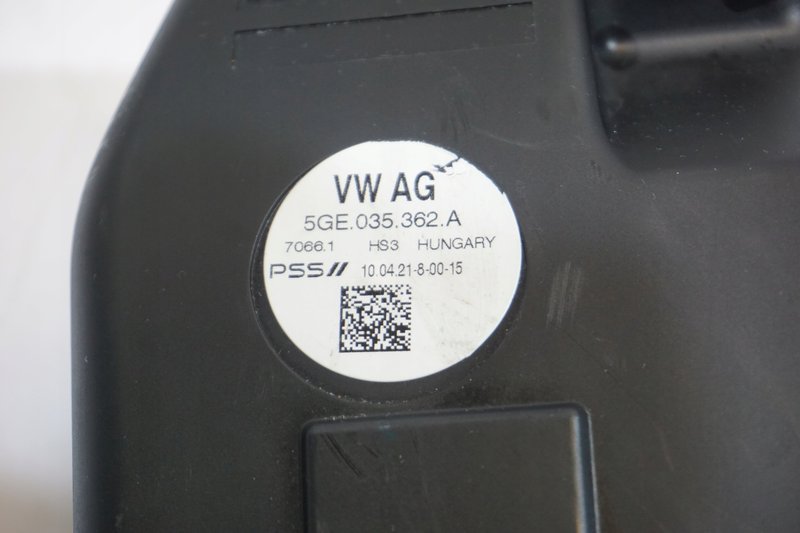 VW AG
5GE.035.362.A
7066.1 HS3 HUNGARY
PSS// 10.04.21-8-00-15